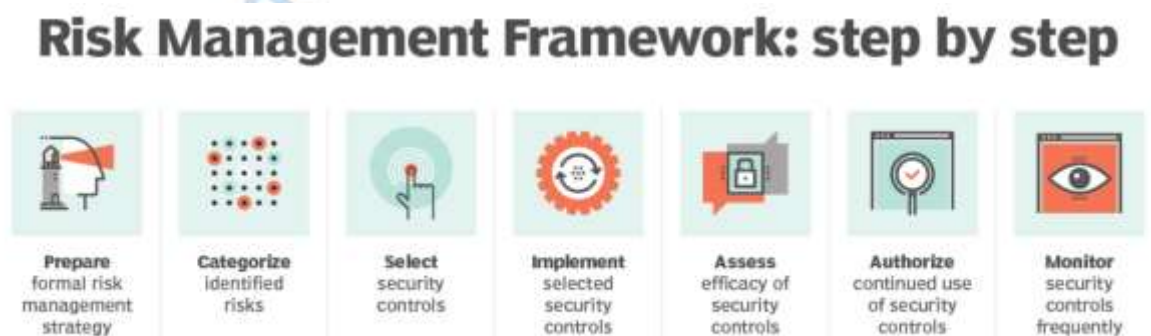 Risk Management Framework: step by step
Prepare
formal risk
management
strategy
Categorize
identified
risks
Select
security
controls
Implement
selected
security
controls
Assess
efficacy of
security
controls
Authorize
continued use
of security
controls
Monitor
security
controls
frequently